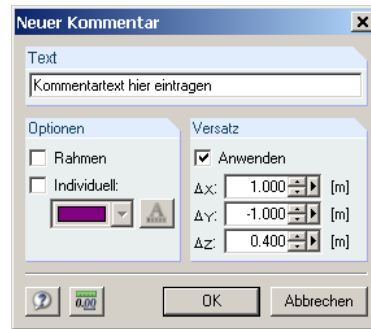 Neuer Kommentar
Text
Kommentartext hier eintragen
Optionen
Rahmen
Individuell:
A
Versatz
Anwenden
ΔX: 1.000 [m]
ΔY: -1.000 [m]
ΔZ: 0.400 [m]
0.00
OK
Abbrechen